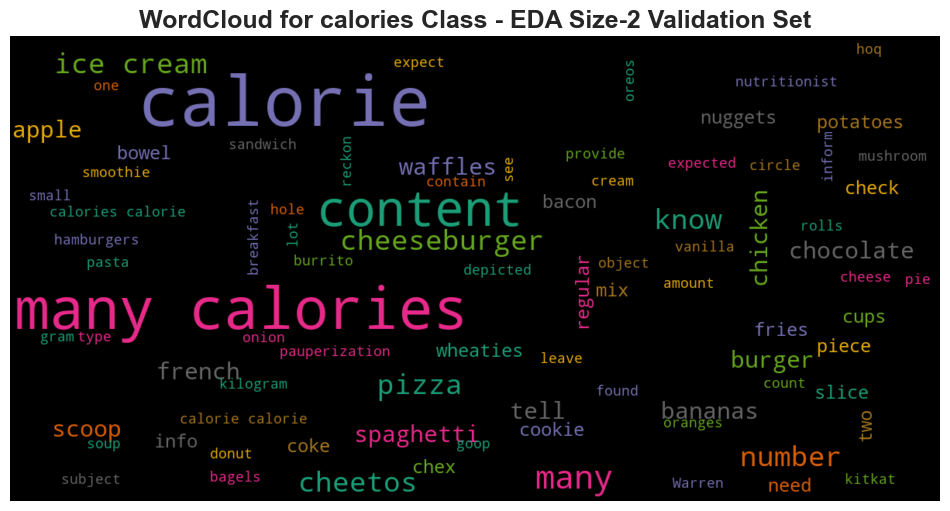 WordCloud for calories Class - EDA Size-2 Validation Set
hoq
ice cream
expect
one
calorie
oreos
nutritionist
nuggets
potatoes
apple
sandwich
reckon
bowel
waffles
see
provide
expected
circle
inform
mushroom
smoothie
contain
cream
check
small
calories calorie
hole
content
bacon
know
chicken
rolls
hamburgers
breakfast
lot
cheeseburger
vanilla
chocolate
pasta
burrito
depicted
regular
object
mix
amount
cheese
pie
many calories
cups
gram
type
onion
fries
pauperization
wheaties
leave
burger
piece
french
kilogram
pizza
found
count
slice
calorie calorie
tell
bananas
oranges
two
scoop
soup
info
coke
spaghetti
goop
cookie
donut
chex
number
subject
bagels
cheetos
many
Warren
need
kitkat